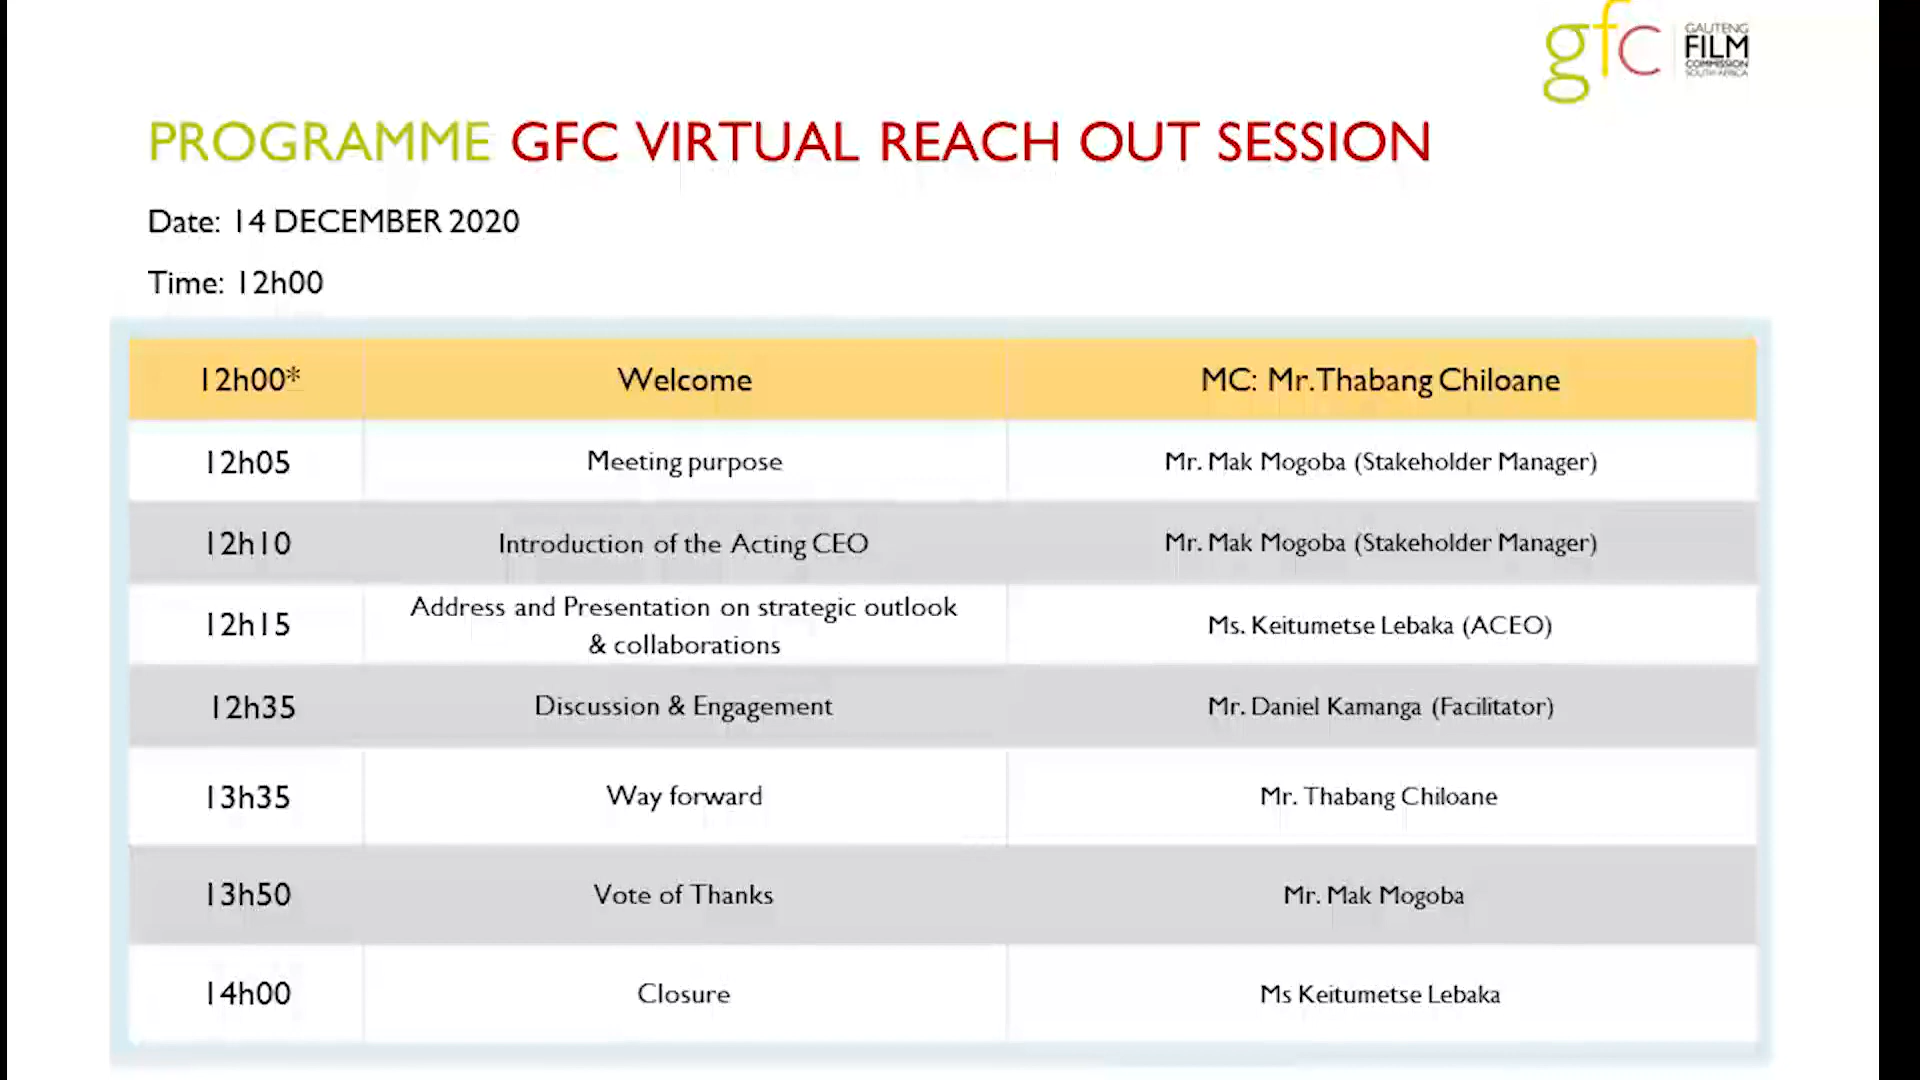 gfc
GAUTENG
FILM
COMMISSION
SOUTH AFRICA
PROGRAMME GFC VIRTUAL REACH OUT SESSION
Date: 14 DECEMBER 2020
Time: 12h00
12h00* Welcome MC: Mr. Thabang Chiloane
12h05 Meeting purpose Mr. Mak Mogoba (Stakeholder Manager)
12h10 Introduction of the Acting CEO Mr. Mak Mogoba (Stakeholder Manager)
12h15 Address and Presentation on strategic outlook
& collaborations Ms. Keitumetse Lebaka (ACEO)
12h35 Discussion & Engagement Mr. Daniel Kamanga (Facilitator)
13h35 Way forward Mr. Thabang Chiloane
13h50 Vote of Thanks Mr. Mak Mogoba
14h00 Closure Ms Keitumetse Lebaka